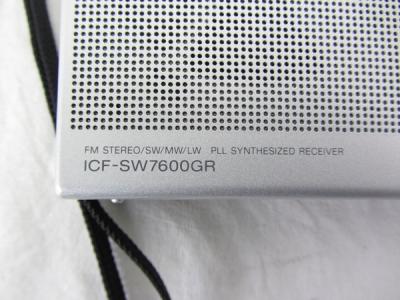 FM STEREO/SW/MW/LW PLL SYNTHESIZED RECEIVER
ICF-SW7600GR